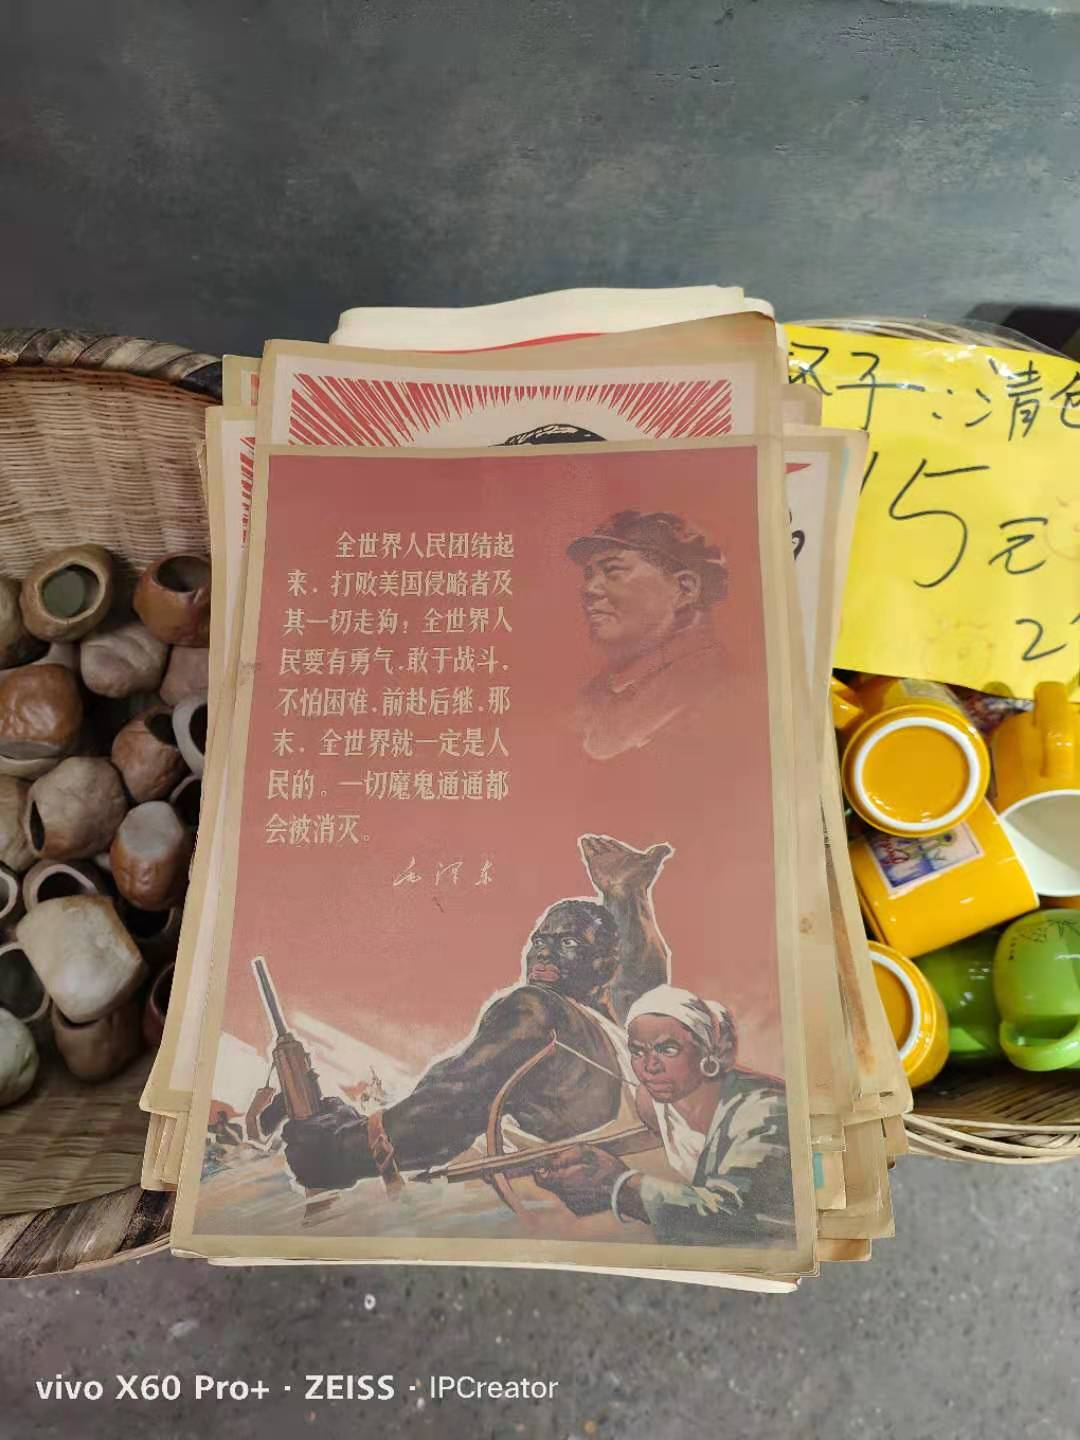 全世界人民团结起
来，打败美国侵略者及
其一切走狗！全世界人
民要有勇气，敢于战斗，
不怕困难，前赴后继，那
末，全世界就一定是人
民的。一切魔鬼通通都
会被消灭。
毛泽东
杯子：清仓
15元
vivo X60 Pro+ · ZEISS · IPCreator